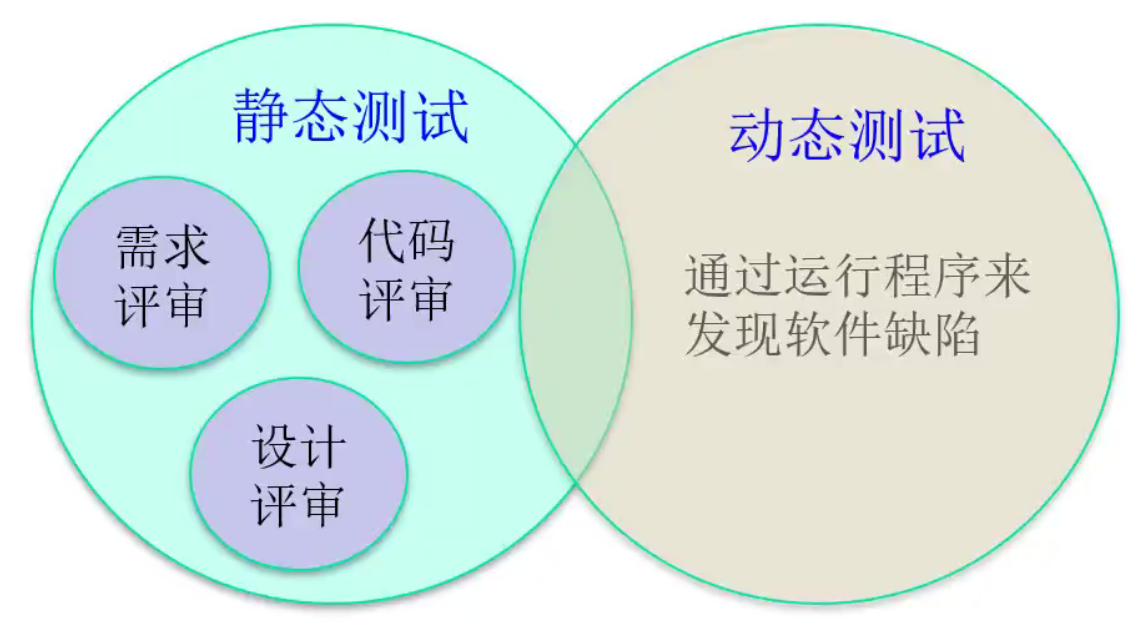 静态测试
动态测试
需求
评审
代码
评审
设计
评审
通过运行程序来
发现软件缺陷